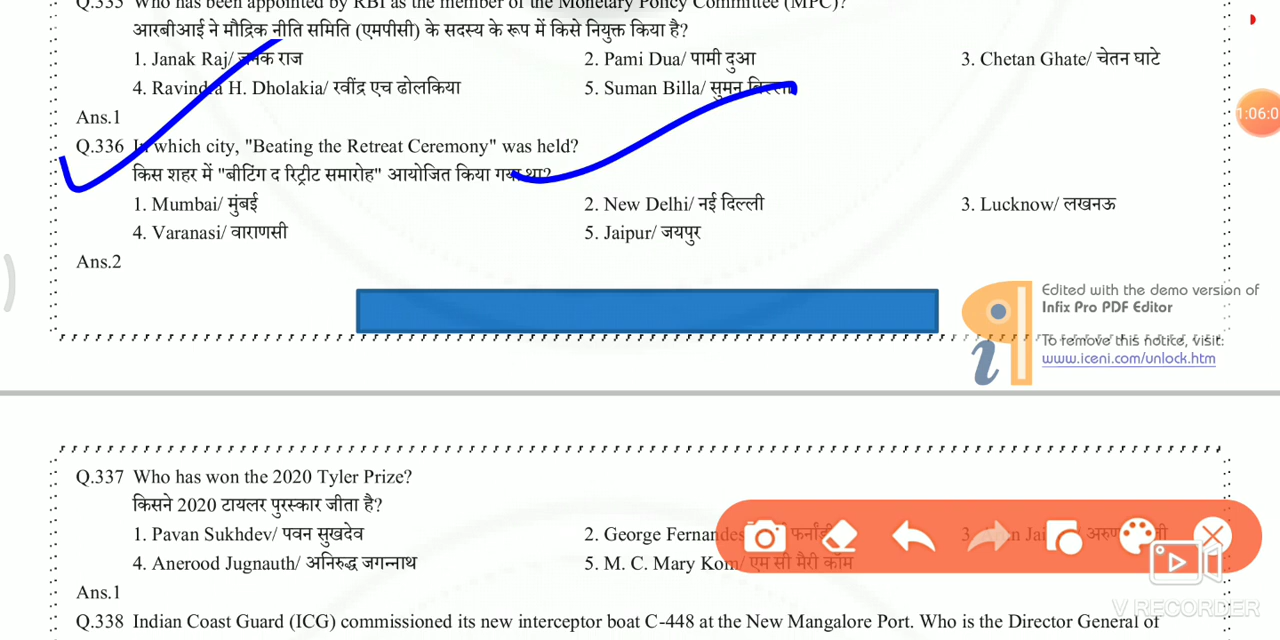 Q.335 Who has been appointed by RBI as the member of the Monetary Policy Committee (MPC)?
आरबीआई ने मौद्रिक नीति समिति (एमपीसी) के सदस्य के रूप में किसे नियुक्त किया है?
1. Janak Raj/ जनक राज 2. Pami Dua/ पामी दुआ 3. Chetan Ghate/ चेतन घाटे
4. Ravindra H. Dholakia/ रवींद्र एच ढोलकिया 5. Suman Billa/ सुमन बिल्ला
Ans.1
1:06:0
Q.336 In which city, "Beating the Retreat Ceremony" was held?
किस शहर में "बीटिंग द रिट्रीट समारोह" आयोजित किया गया था?
1. Mumbai/ मुंबई 2. New Delhi/ नई दिल्ली 3. Lucknow/ लखनऊ
4. Varanasi/ वाराणसी 5. Jaipur/ जयपुर
Ans.2
Edited with the demo version of
Infix Pro PDF Editor
To remove this notice, visit:
www.iceni.com/unlock.htm
Q.337 Who has won the 2020 Tyler Prize?
किसने 2020 टायलर पुरस्कार जीता है?
1. Pavan Sukhdev/ पवन सुखदेव 2. George Fernandes 3.
4. Anerood Jugnauth/ अनिरुद्ध जगन्नाथ 5. M. C. Mary Kom/ एम सी मैरी कॉम
Ans.1
V RECORDER
Q.338 Indian Coast Guard (ICG) commissioned its new interceptor boat C-448 at the New Mangalore Port. Who is the Director General of